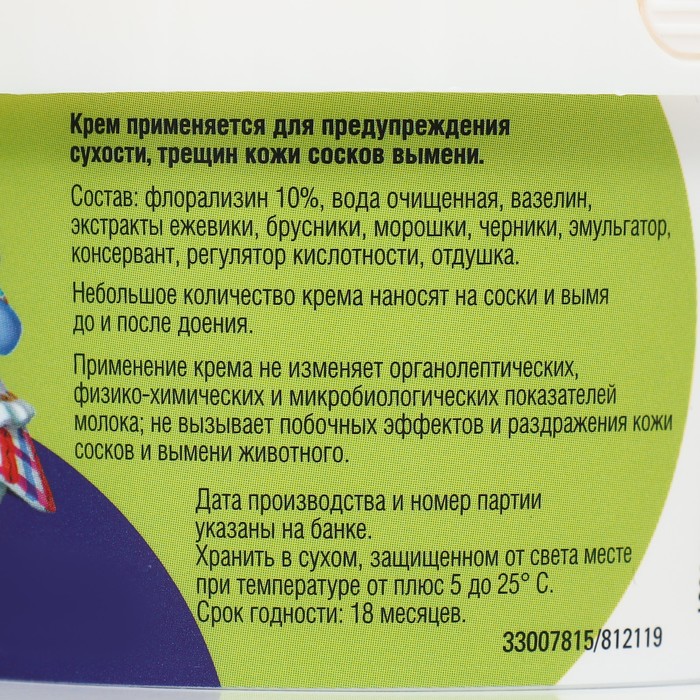 Крем применяется для предупреждения
сухости, трещин кожи сосков вымени.
Состав: флорализин 10%, вода очищенная, вазелин,
экстракты ежевики, брусники, морошки, черники, эмульгатор,
консервант, регулятор кислотности, отдушка.
Небольшое количество крема наносят на соски и вымя
до и после доения.
Применение крема не изменяет органолептических,
физико-химических и микробиологических показателей
молока; не вызывает побочных эффектов и раздражения кожи
сосков и вымени животного.
Дата производства и номер партии
указаны на банке.
Хранить в сухом, защищенном от света месте
при температуре от плюс 5 до 25° С.
Срок годности: 18 месяцев.
33007815/812119